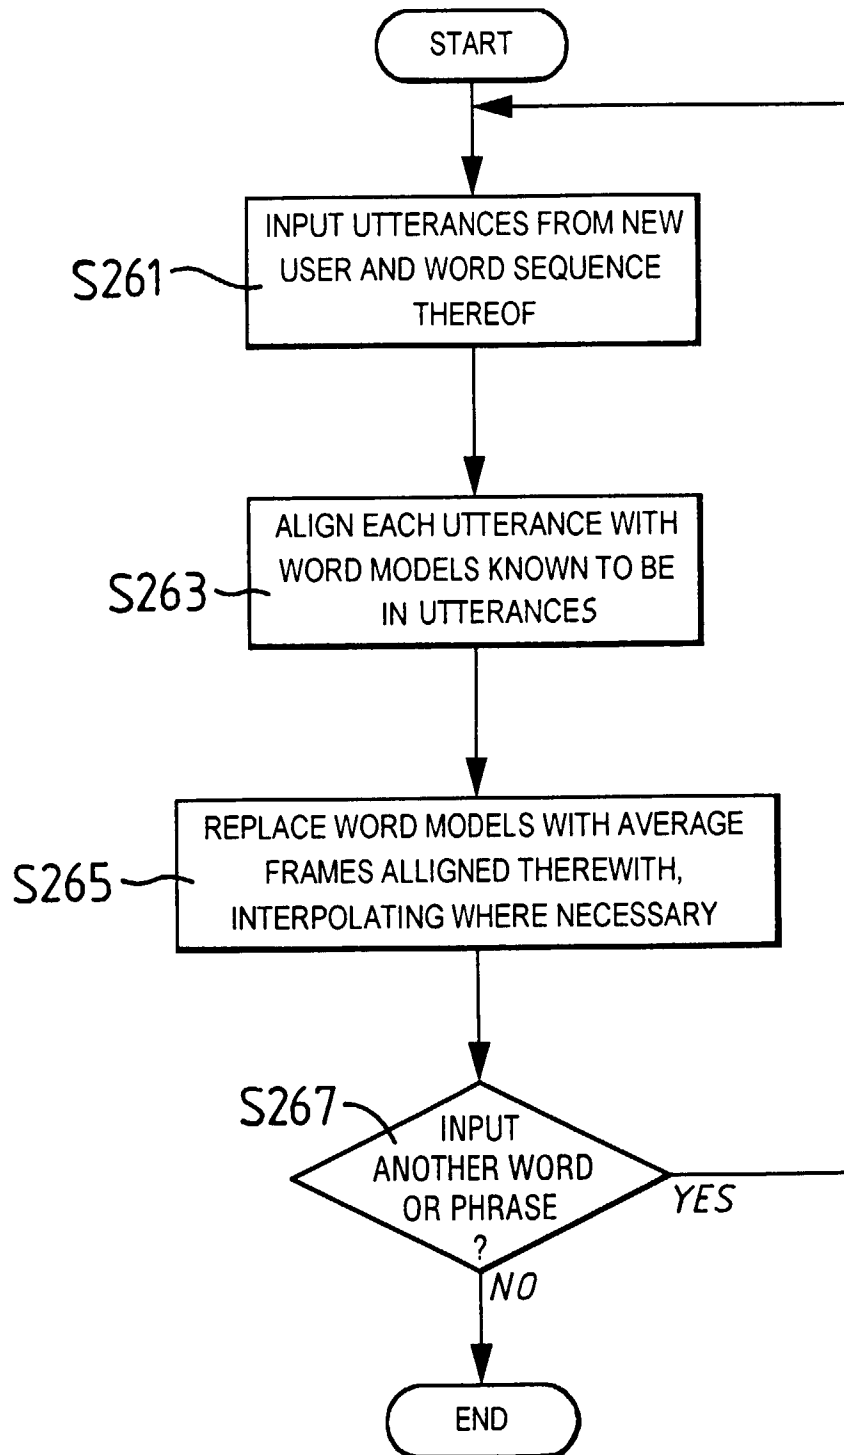 START
INPUT UTTERANCES FROM NEW
USER AND WORD SEQUENCE
THEREOF
S261
ALIGN EACH UTTERANCE WITH
WORD MODELS KNOWN TO BE
IN UTTERANCES
S263
REPLACE WORD MODELS WITH AVERAGE
FRAMES ALLIGNED THEREWITH,
INTERPOLATING WHERE NECESSARY
S265
S267
INPUT
ANOTHER WORD
OR PHRASE
?
YES
NO
END